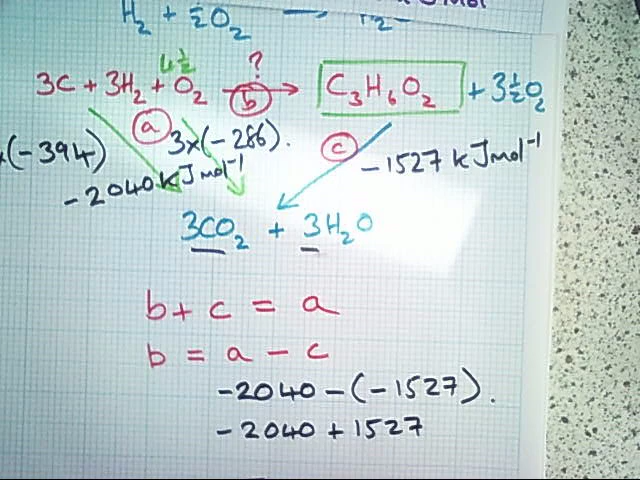 H₂ + ½O₂
4½
?
3C + 3H₂ + O₂ → C₃H₆O₂ + 3½O₂
b
(-394) a 3x(-286).
-2040 kJmol⁻¹
c -1527 kJmol⁻¹
3CO₂ + 3H₂O
b + c = a
b = a - c
-2040 - (-1527).
-2040 + 1527